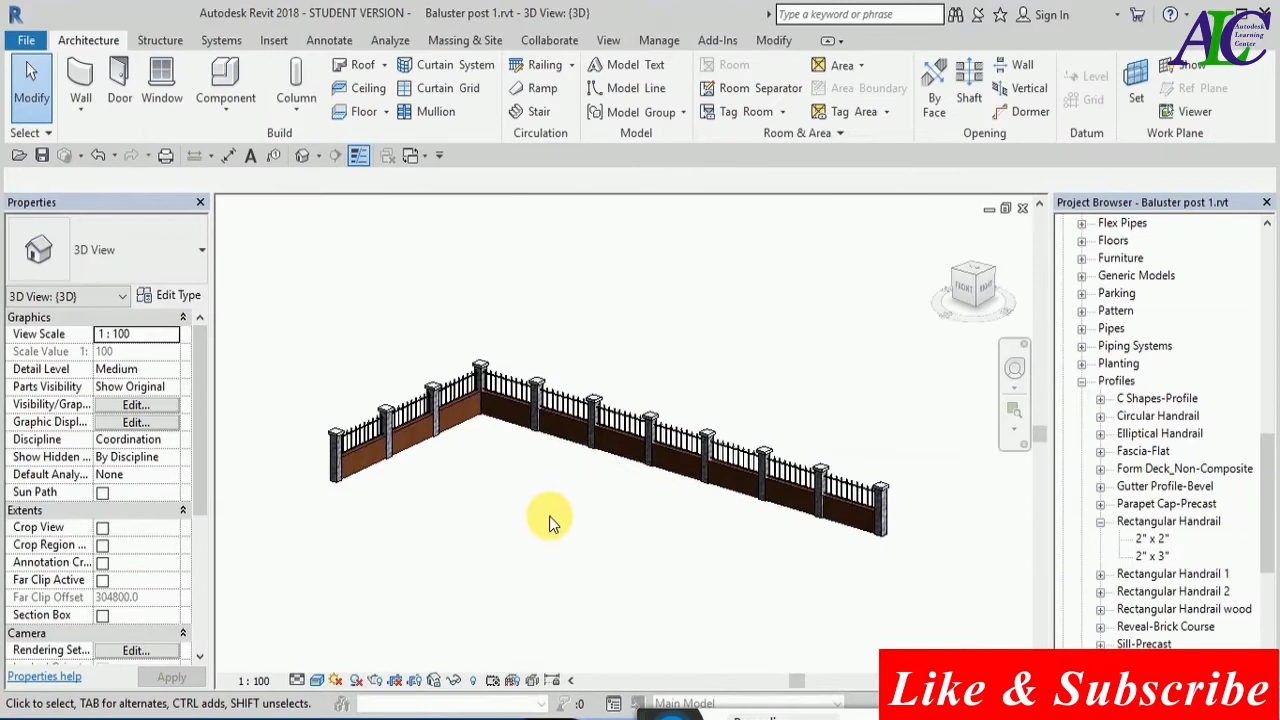 Autodesk Revit 2018 - STUDENT VERSION - Baluster post 1.rvt - 3D View: {3D}
Type a keyword or phrase
Sign In
Autodesk
Learning
Center
ALC
File Architecture Structure Systems Insert Annotate Analyze Massing & Site Collaborate View Manage Add-Ins Modify
Modify Wall Door Window Component Column
Roof Curtain System
Ceiling Curtain Grid
Floor Mullion
Railing
Ramp
Stair
Model Text
Model Line
Model Group
Room
Room Separator
Tag Room
Area
Area Boundary
Tag Area
By
Face
Shaft
Wall
Vertical
Dormer
Level
Grid
Set
Show
Ref Plane
Viewer
Select Build Circulation Model Room & Area Opening Datum Work Plane
Properties
3D View
3D View: {3D} Edit Type
Graphics
View Scale 1 : 100
Scale Value 1: 100
Detail Level Medium
Parts Visibility Show Original
Visibility/Grap... Edit...
Graphic Displ... Edit...
Discipline Coordination
Show Hidden ... By Discipline
Default Analy... None
Sun Path
Extents
Crop View
Crop Region ...
Annotation Cr...
Far Clip Active
Far Clip Offset 304800.0
Section Box
Camera
Rendering Set... Edit...
Properties help Apply
FRONT RIGHT
Project Browser - Baluster post 1.rvt
Flex Pipes
Floors
Furniture
Generic Models
Parking
Pattern
Pipes
Piping Systems
Planting
Profiles
C Shapes-Profile
Circular Handrail
Elliptical Handrail
Fascia-Flat
Form Deck_Non-Composite
Gutter Profile-Bevel
Parapet Cap-Precast
Rectangular Handrail
2" x 2"
2" x 3"
Rectangular Handrail 1
Rectangular Handrail 2
Rectangular Handrail wood
Reveal-Brick Course
Sill-Precast
1 : 100
Click to select, TAB for alternates, CTRL adds, SHIFT unselects.
:0
Main Model
Like & Subscribe